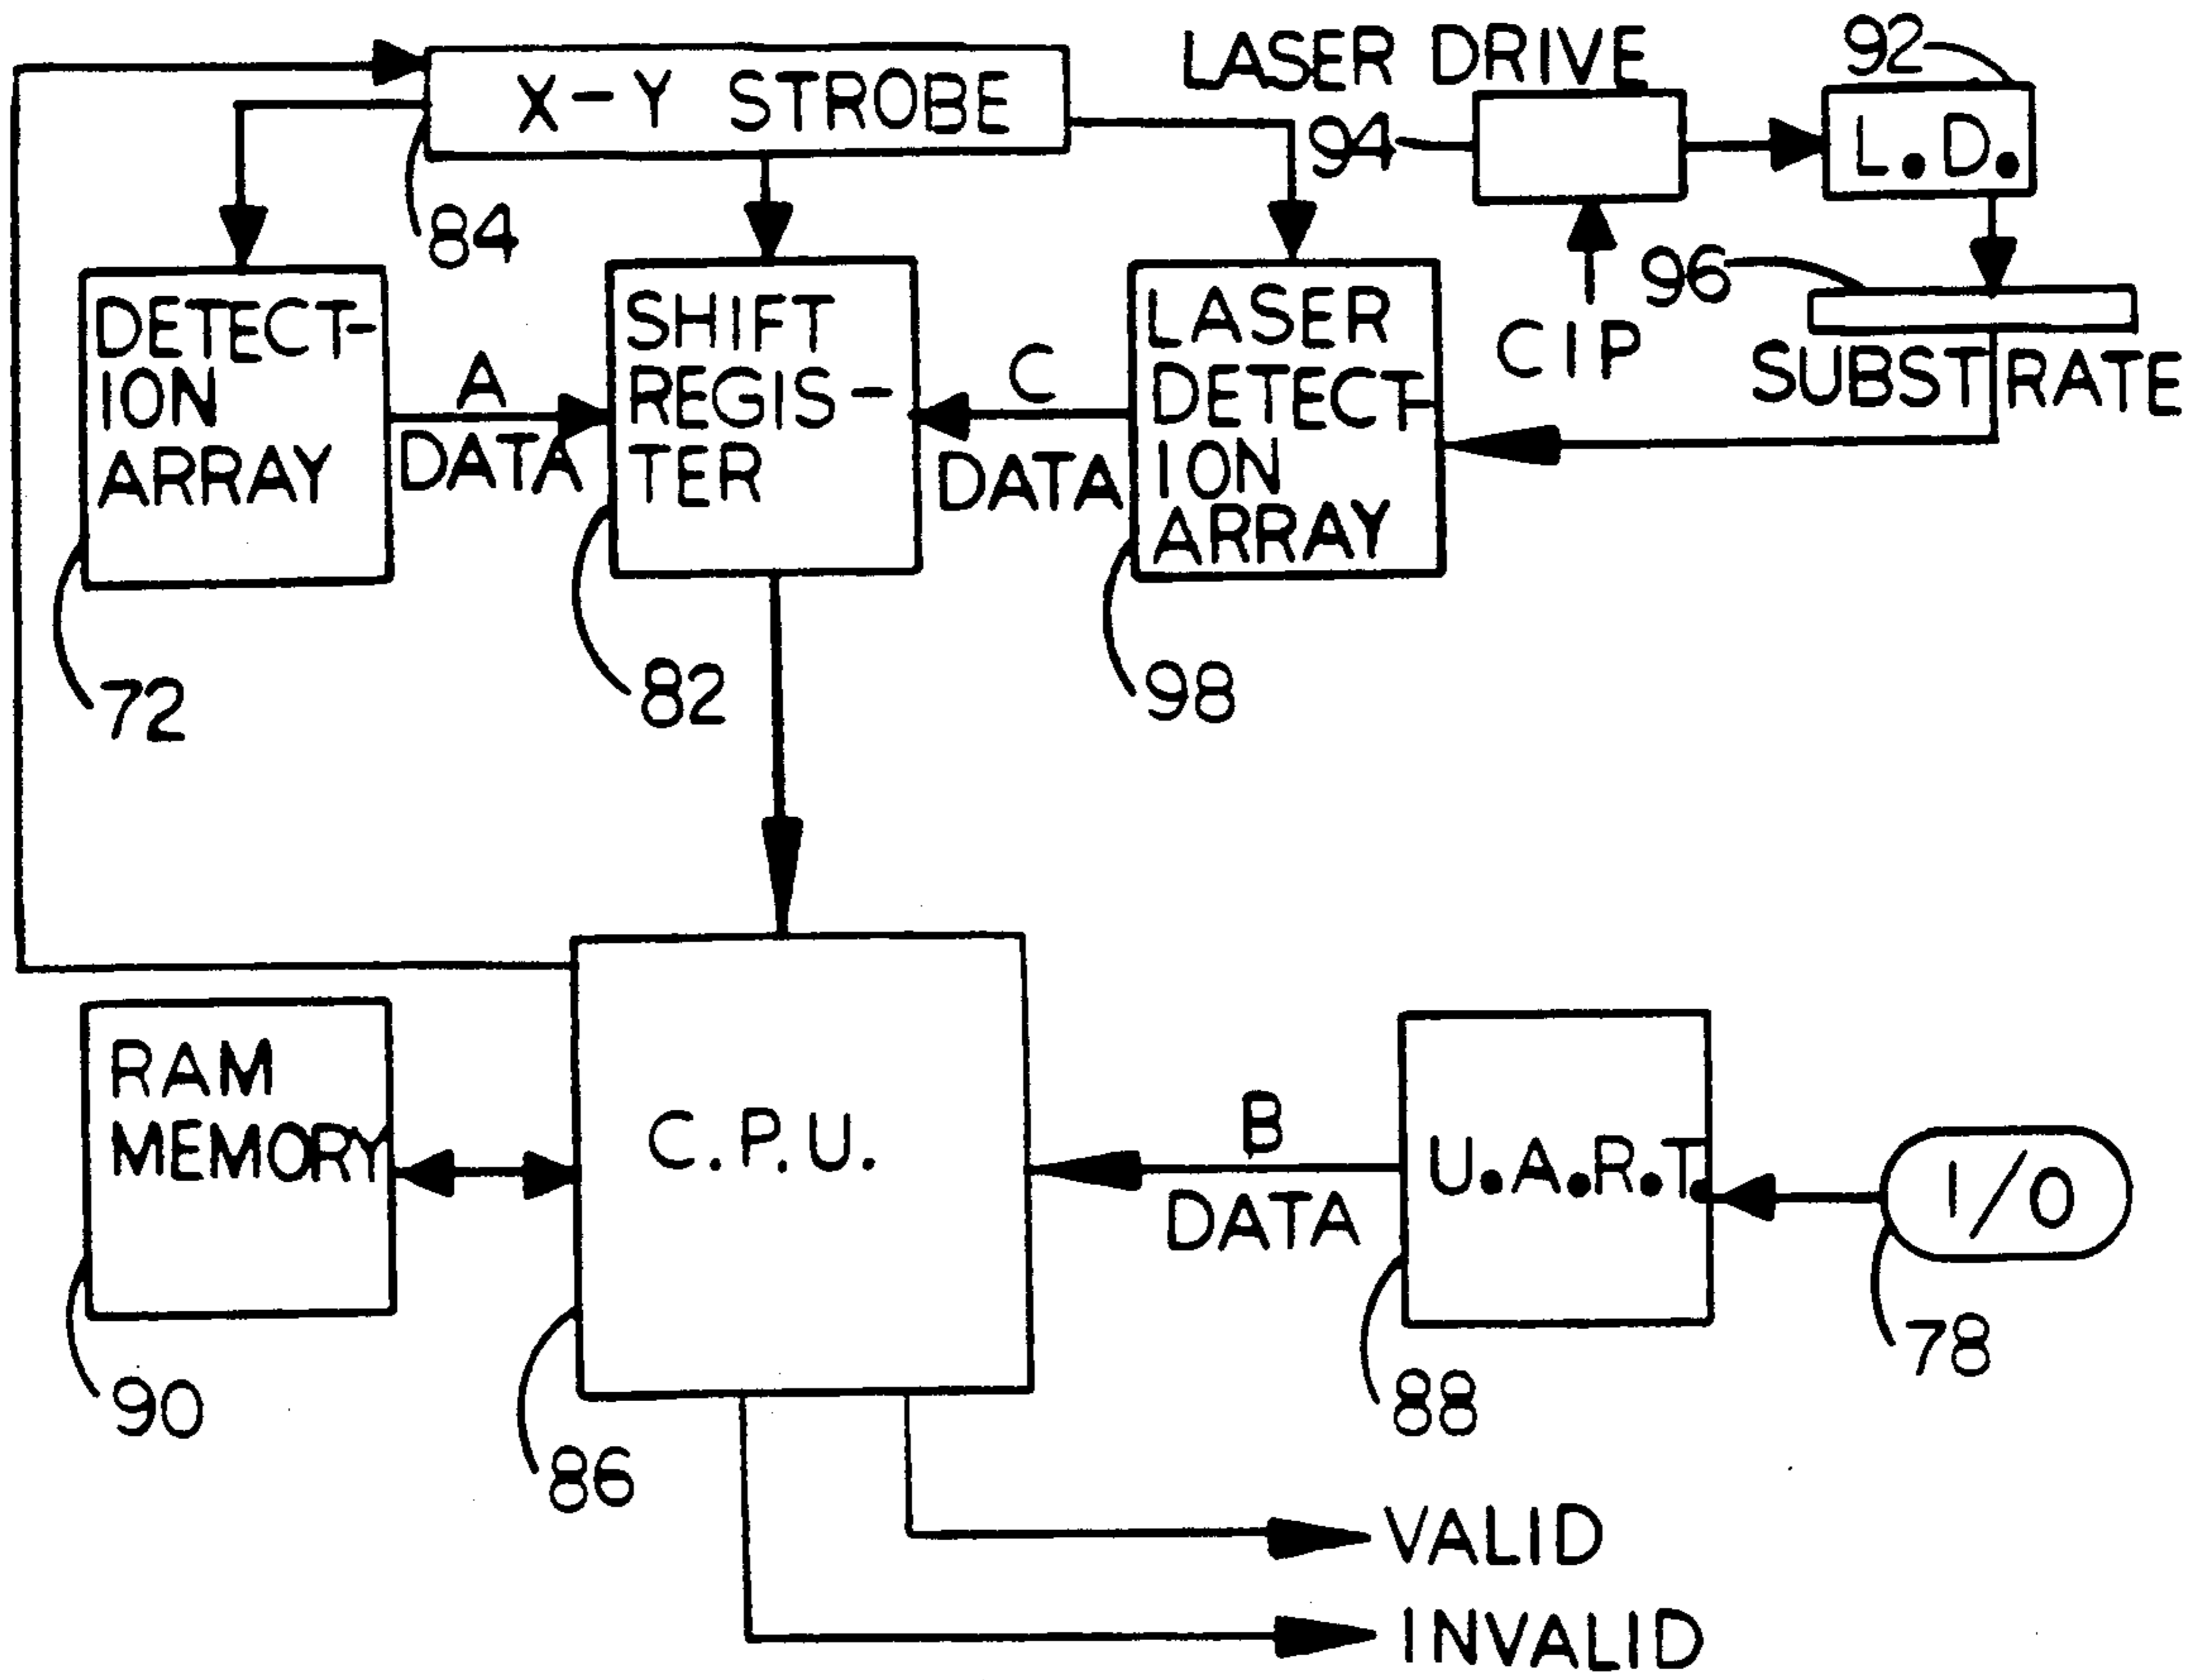 LASER DRIVE
92
X-Y STROBE
94
L.D.
84
96
DETECT-
ION
ARRAY
A
DATA
SHIFT
REGIS-
TER
C
DATA
LASER
DETECT-
ION
ARRAY
CIP
SUBSTRATE
72
82
98
RAM
MEMORY
C.P.U.
B
DATA
U.A.R.T.
I/O
78
90
86
88
VALID
INVALID